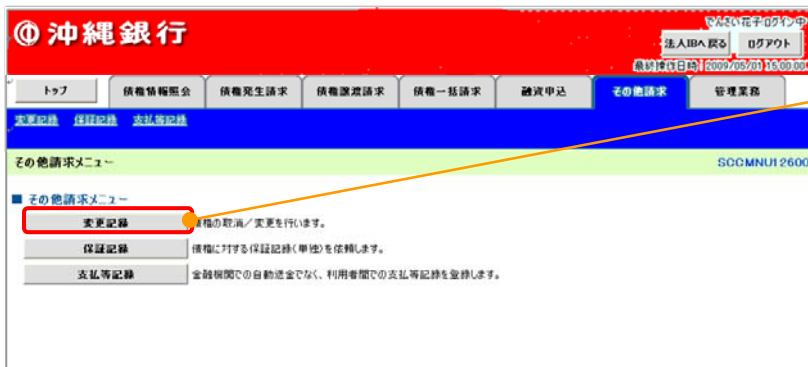 沖縄銀行
でんさい花子ログイン中
法人IBへ戻る ログアウト
最終操作日時 2009/05/01 15:00:00
トップ 債権情報照会 債権発生請求 債権譲渡請求 債権一括請求 融資申込 その他請求 管理業務
変更記録 保証記録 支払等記録
その他請求メニュー SCCMNU12600
■ その他請求メニュー
変更記録 債権の取消/変更を行います。
保証記録 債権に対する保証記録(単独)を依頼します。
支払等記録 金融機関での自動送金でなく、利用者間での支払等記録を登録します。